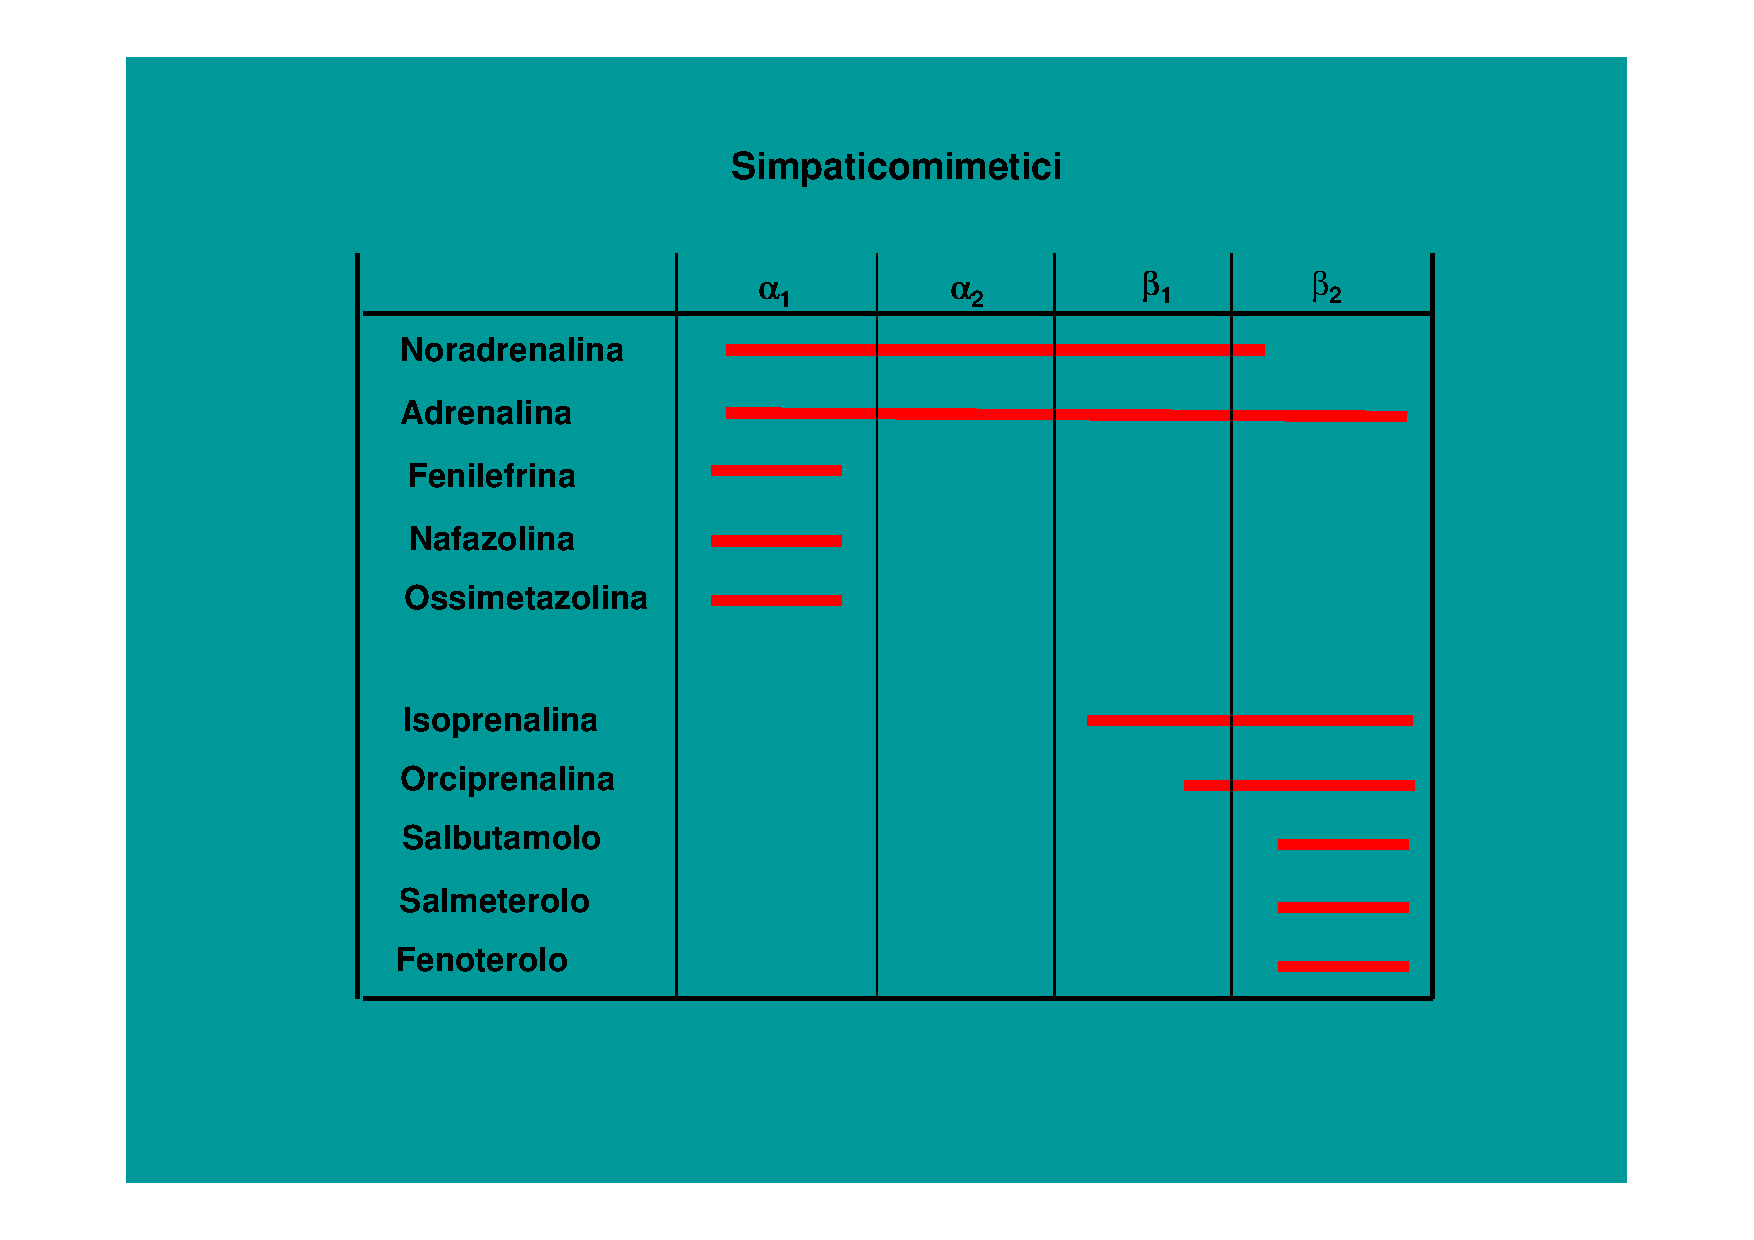 Simpaticomimetici
α1 α2 β1 β2
Noradrenalina
Adrenalina
Fenilefrina
Nafazolina
Ossimetazolina
Isoprenalina
Orciprenalina
Salbutamolo
Salmeterolo
Fenoterolo